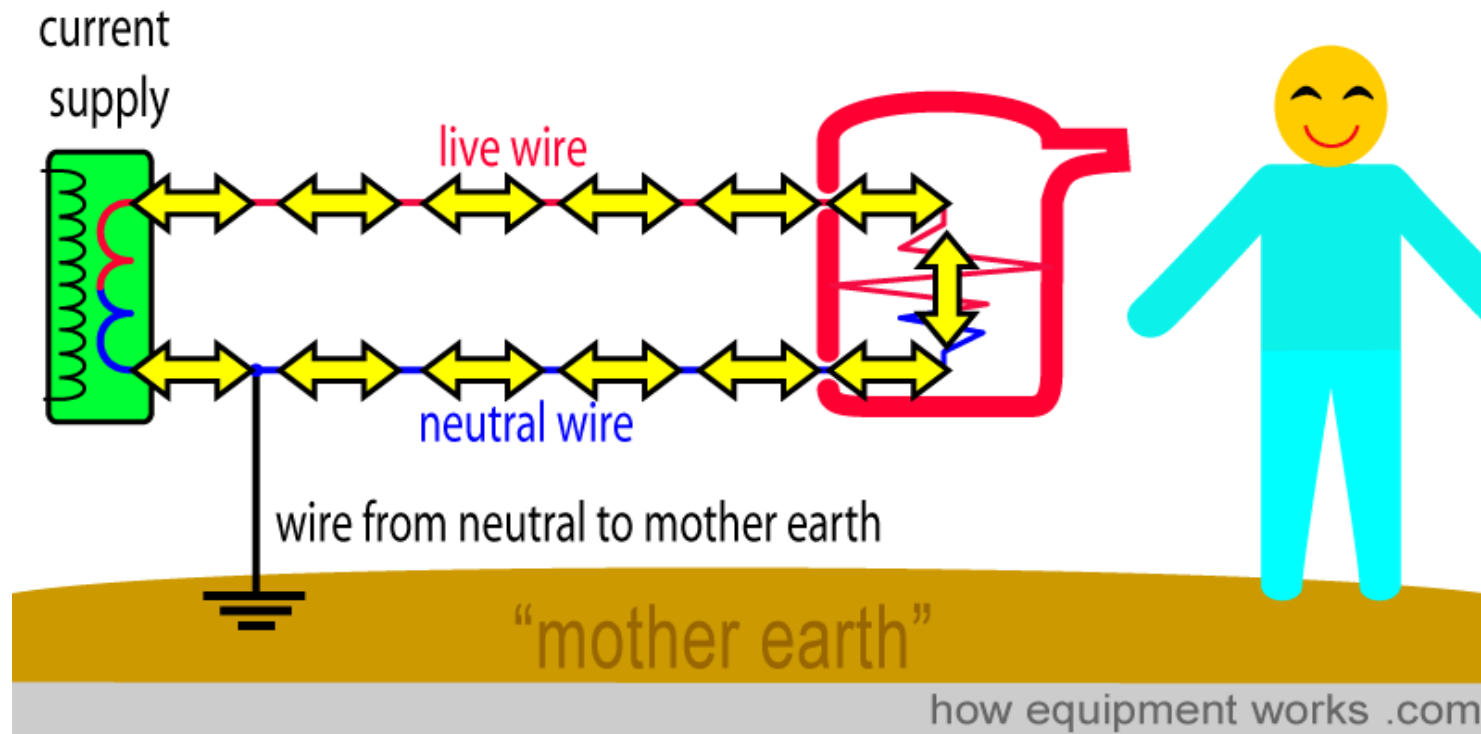 current
supply
live wire
neutral wire
wire from neutral to mother earth
“mother earth”
how equipment works .com